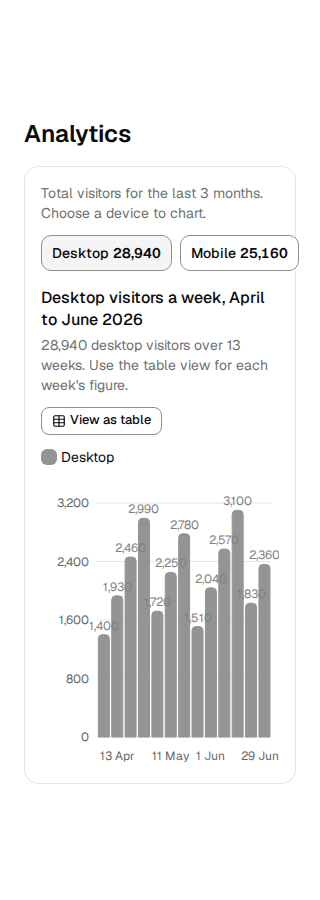 Analytics
Total visitors for the last 3 months.
Choose a device to chart.
Desktop 28,940
Mobile 25,160
Desktop visitors a week, April
to June 2026
28,940 desktop visitors over 13
weeks. Use the table view for each
week's figure.
View as table
Desktop
3,200
2,400
1,600
800
0
1,400
1,930
2,460
2,990
1,720
2,250
2,780
1,510
2,040
2,570
3,100
1,830
2,360
13 Apr
11 May
1 Jun
29 Jun